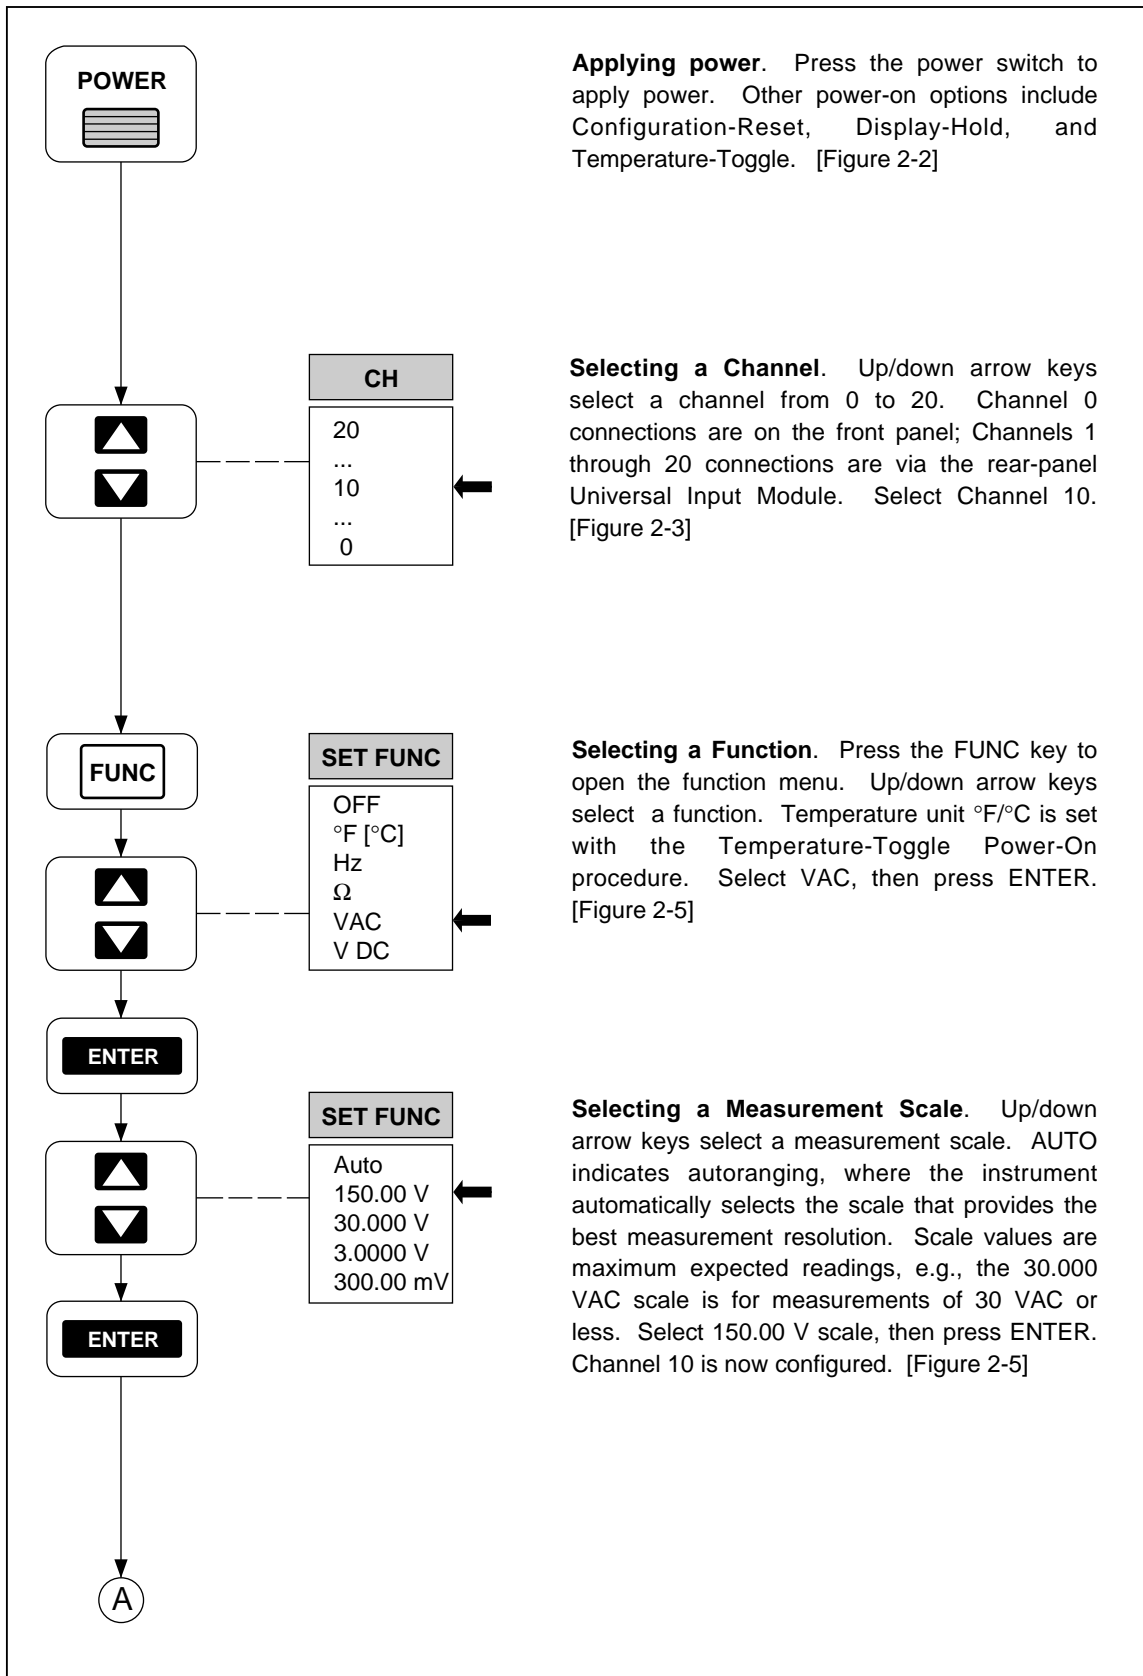 POWER
Applying power. Press the power switch to
apply power. Other power-on options include
Configuration-Reset, Display-Hold, and
Temperature-Toggle. [Figure 2-2]
CH
20
...
10
...
0
Selecting a Channel. Up/down arrow keys
select a channel from 0 to 20. Channel 0
connections are on the front panel; Channels 1
through 20 connections are via the rear-panel
Universal Input Module. Select Channel 10.
[Figure 2-3]
FUNC
SET FUNC
OFF
°F [°C]
Hz
Ω
VAC
V DC
Selecting a Function. Press the FUNC key to
open the function menu. Up/down arrow keys
select a function. Temperature unit °F/°C is set
with the Temperature-Toggle Power-On
procedure. Select VAC, then press ENTER.
[Figure 2-5]
ENTER
SET FUNC
Auto
150.00 V
30.000 V
3.0000 V
300.00 mV
Selecting a Measurement Scale. Up/down
arrow keys select a measurement scale. AUTO
indicates autoranging, where the instrument
automatically selects the scale that provides the
best measurement resolution. Scale values are
maximum expected readings, e.g., the 30.000
VAC scale is for measurements of 30 VAC or
less. Select 150.00 V scale, then press ENTER.
Channel 10 is now configured. [Figure 2-5]
ENTER
A